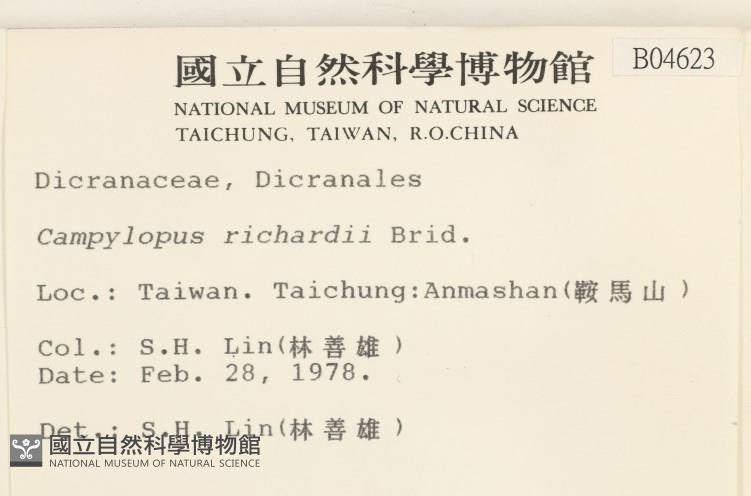 國立自然科學博物館
B04623
NATIONAL MUSEUM OF NATURAL SCIENCE
TAICHUNG, TAIWAN, R.O.CHINA
Dicranaceae, Dicranales
Campylopus richardii Brid.
Loc.: Taiwan. Taichung:Anmashan(鞍馬山)
Col.: S.H. Lin(林善雄)
Date: Feb. 28, 1978.
Det.: S.H. Lin(林善雄)
國立自然科學博物館
NATIONAL MUSEUM OF NATURAL SCIENCE